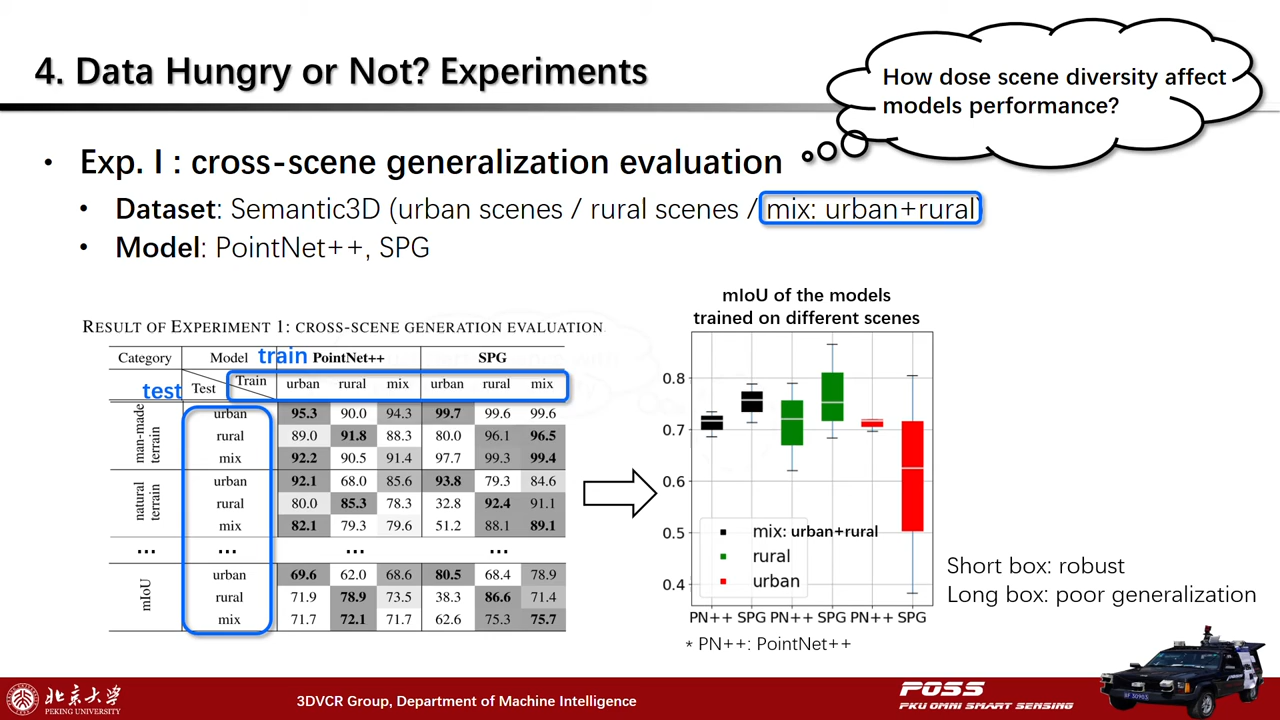 4. Data Hungry or Not? Experiments
How dose scene diversity affect
models performance?
• Exp. I : cross-scene generalization evaluation
• Dataset: Semantic3D (urban scenes / rural scenes / mix: urban+rural)
• Model: PointNet++, SPG
RESULT OF EXPERIMENT 1: CROSS-SCENE GENERATION EVALUATION
Category Model train PointNet++ SPG
test Test Train urban rural mix urban rural mix
man-made terrain
urban 95.3 90.0 94.3 99.7 99.6 99.6
rural 89.0 91.8 88.3 80.0 96.1 96.5
mix 92.2 90.5 91.4 97.7 99.3 99.4
natural terrain
urban 92.1 68.0 85.6 93.8 79.3 84.6
rural 80.0 85.3 78.3 32.8 92.4 91.1
mix 82.1 79.3 79.6 51.2 88.1 89.1
... ... ... ...
mIoU
urban 69.6 62.0 68.6 80.5 68.4 78.9
rural 71.9 78.9 73.5 38.3 86.6 71.4
mix 71.7 72.1 71.7 62.6 75.3 75.7
mIoU of the models
trained on different scenes
0.8
0.7
0.6
0.5
0.4
mix: urban+rural
rural
urban
PN++ SPG PN++ SPG PN++ SPG
* PN++: PointNet++
Short box: robust
Long box: poor generalization
北京大学
PEKING UNIVERSITY
3DVCR Group, Department of Machine Intelligence
POSS
PKU OMNI SMART SENSING